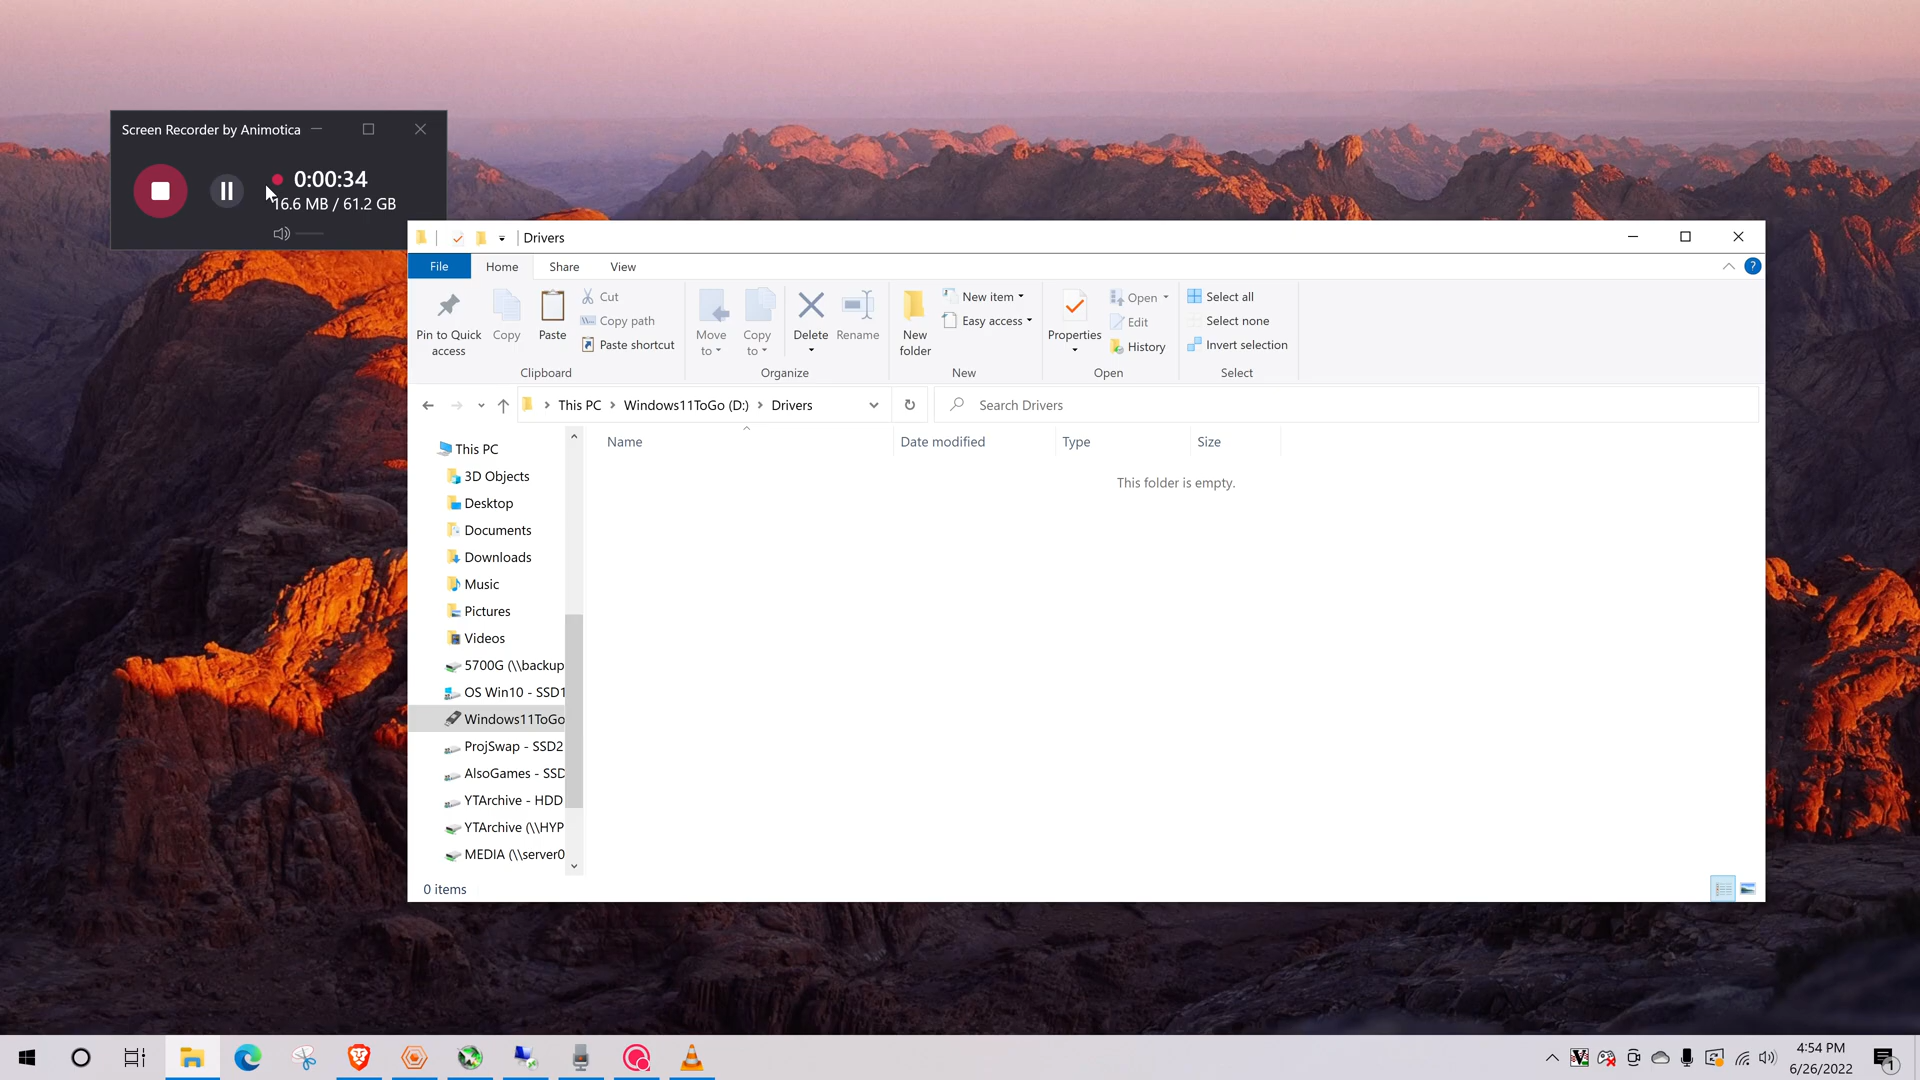 Screen Recorder by Animotica
0:00:34
16.6 MB / 61.2 GB
Drivers
File Home Share View
Pin to Quick access
Copy
Paste
Cut
Copy path
Paste shortcut
Clipboard
Move to
Copy to
Delete
Rename
Organize
New folder
New item
Easy access
New
Properties
Open
Edit
History
Open
Select all
Select none
Invert selection
Select
This PC > Windows11ToGo (D:) > Drivers
Search Drivers
Name Date modified Type Size
This folder is empty.
This PC
3D Objects
Desktop
Documents
Downloads
Music
Pictures
Videos
5700G (\\backup
OS Win10 - SSD1
Windows11ToGo
ProjSwap - SSD2
AlsoGames - SSD
YTArchive - HDD
YTArchive (\\HYP
MEDIA (\\server0
0 items
4:54 PM
6/26/2022
1